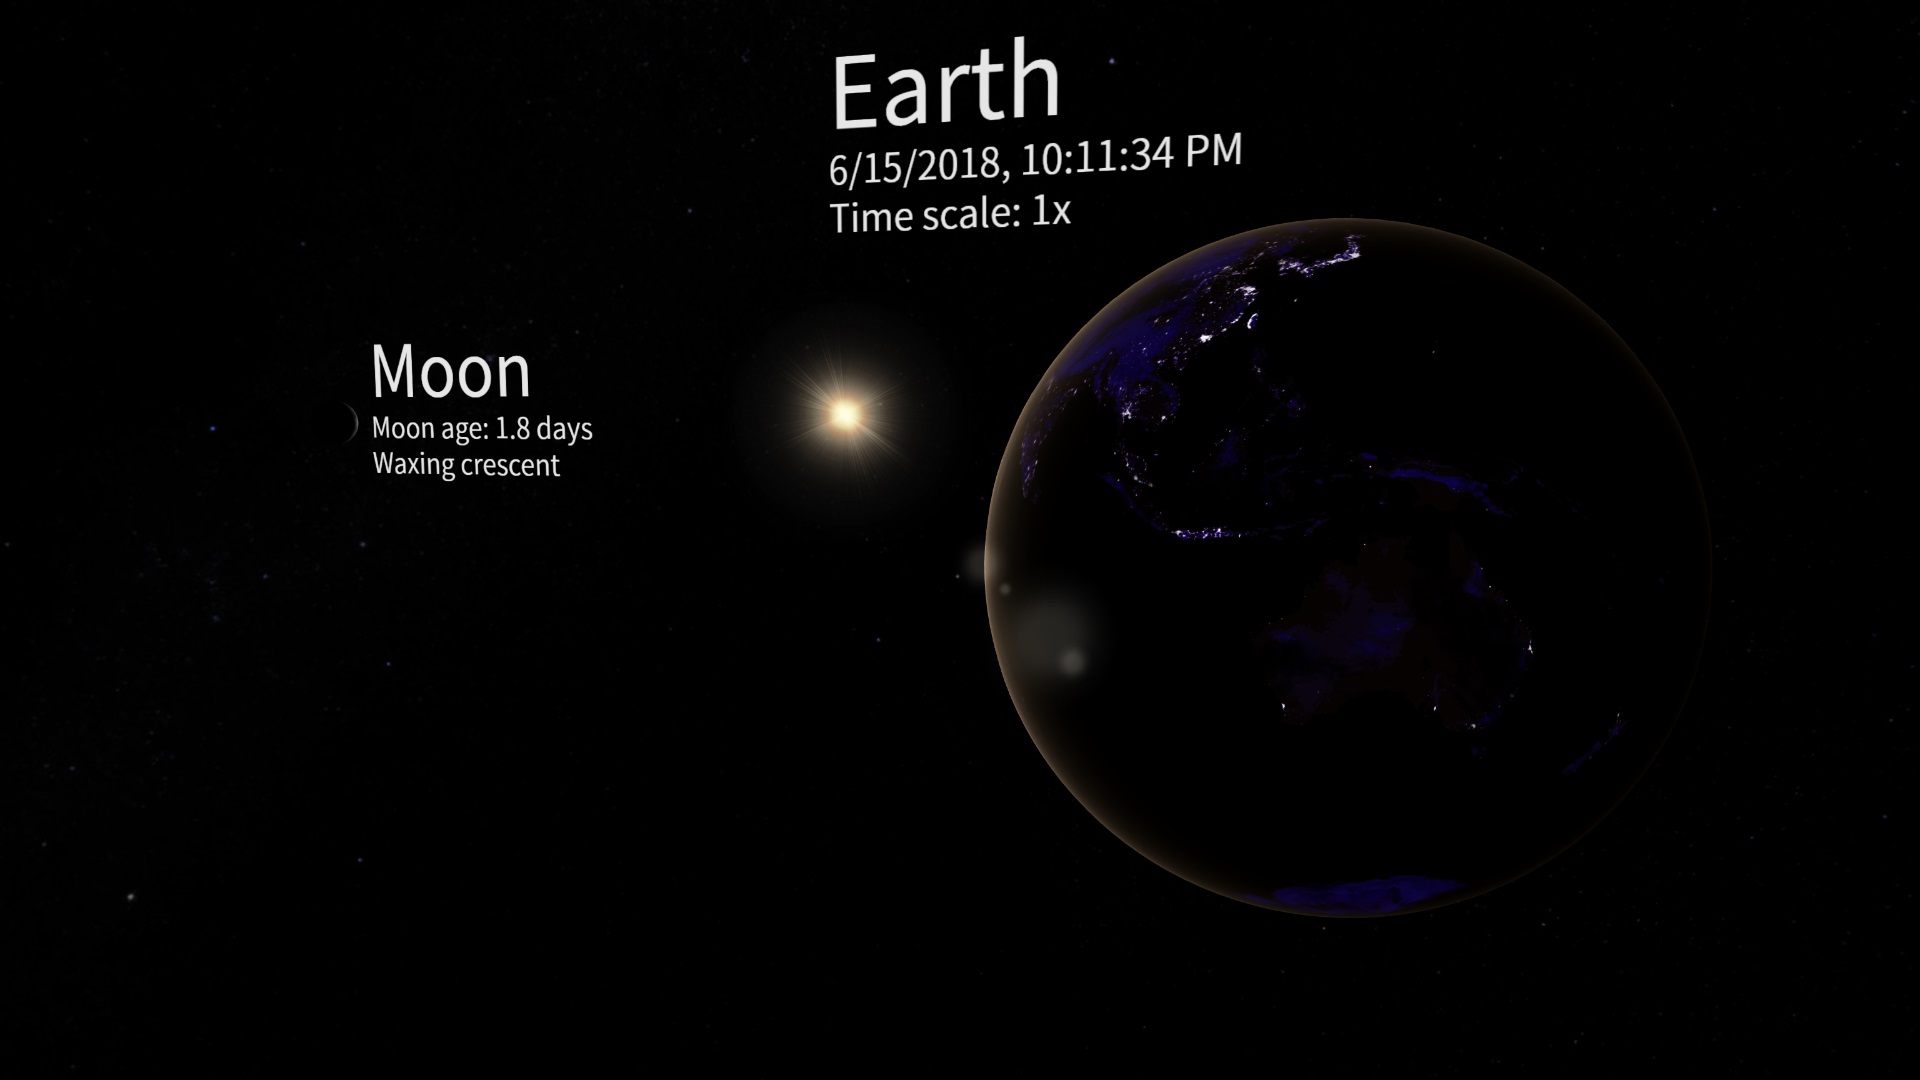 Earth
6/15/2018, 10:11:34 PM
Time scale: 1x
Moon
Moon age: 1.8 days
Waxing crescent